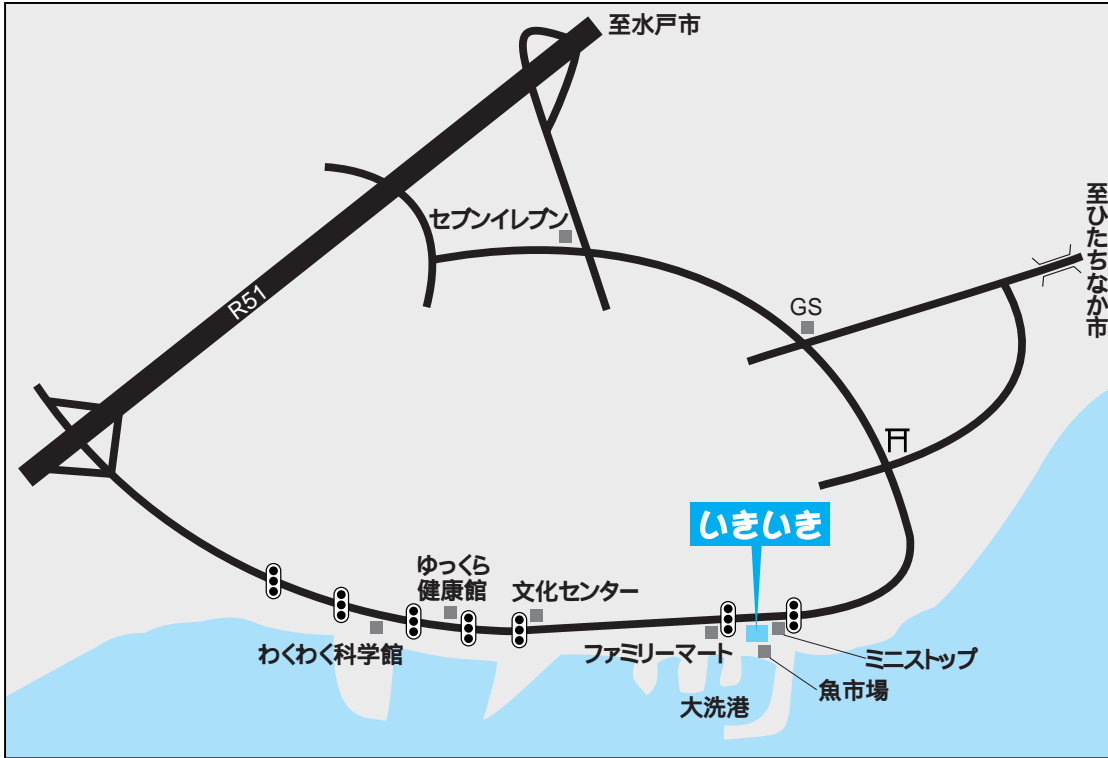 至水戸市
至ひたちなか市
セブンイレブン
R51
GS
いきいき
ゆっくら
健康館
文化センター
わくわく科学館
ファミリーマート
ミニストップ
魚市場
大洗港